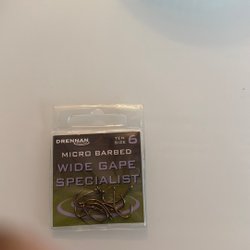 DRENNAN TEN SIZE 6
MICRO BARBED
WIDE GAPE
SPECIALIST